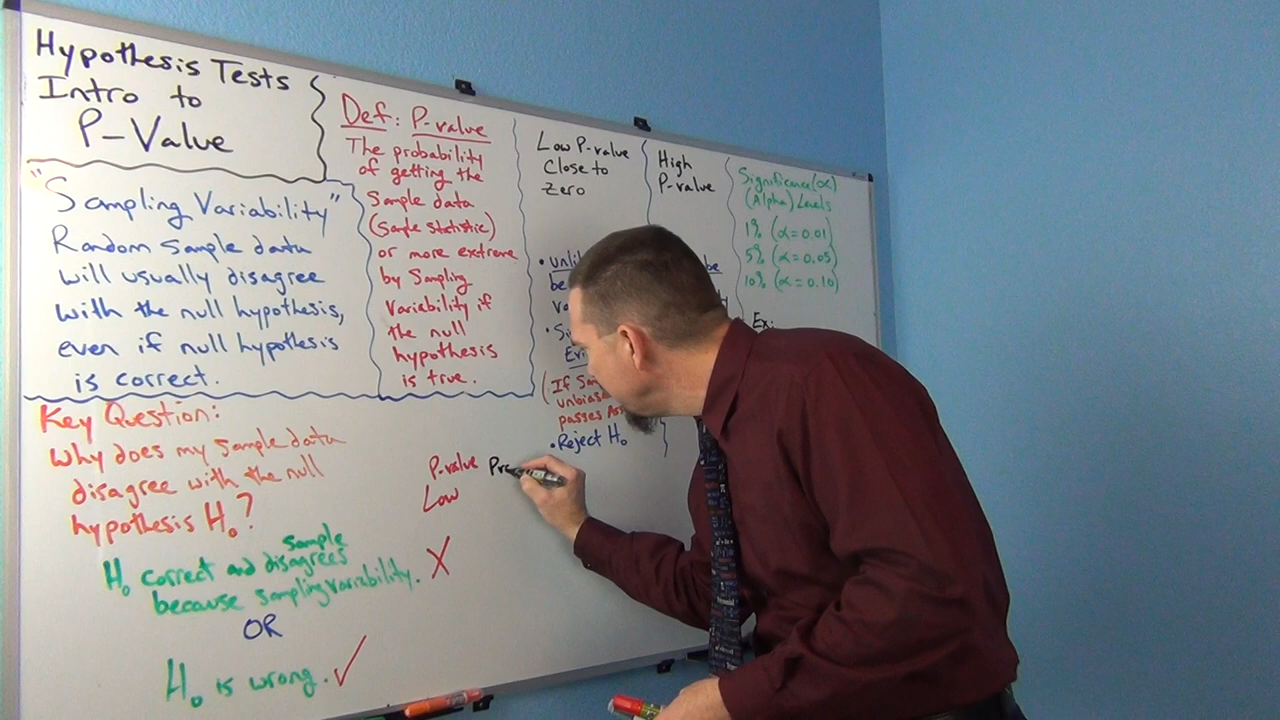 Hypothesis Tests
Intro to
P-Value
"Sampling Variability"
Random sample data
will usually disagree
with the null hypothesis,
even if null hypothesis
is correct.
Def: P-value
The probability
of getting the
Sample data
(Sample statistic)
or more extreme
by Sampling
Variability if
the null
hypothesis
is true.
Low P-value
Close to
Zero
be
• Reject H₀
High
P-value
be
Significance (α)
(Alpha) Levels
1% (α=0.01)
5% (α=0.05)
10% (α=0.10)
Ex:
Key Question:
Why does my sample data
disagree with the null
hypothesis H₀?
H₀ correct and sample disagrees
because sampling variability. X
OR
H₀ is wrong. ✓
P-value
Low